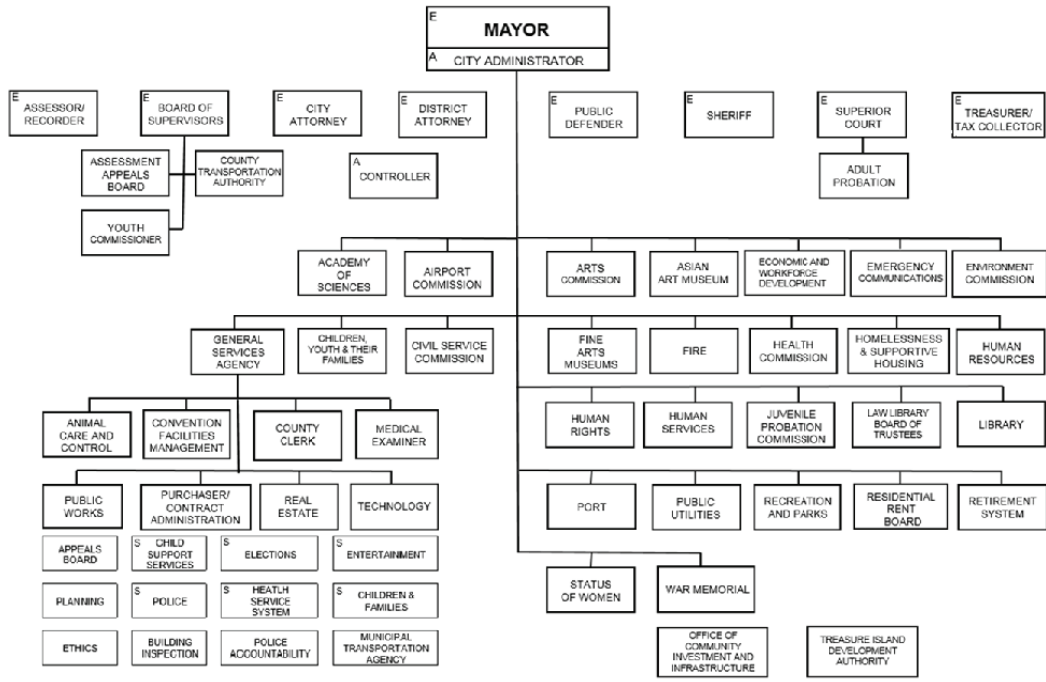 E
MAYOR
A
CITY ADMINISTRATOR
E
ASSESSOR/
RECORDER
E
BOARD OF
SUPERVISORS
E
CITY
ATTORNEY
E
DISTRICT
ATTORNEY
E
PUBLIC
DEFENDER
E
SHERIFF
E
SUPERIOR
COURT
E
TREASURER/
TAX COLLECTOR
ASSESSMENT
APPEALS
BOARD
COUNTY
TRANSPORTATION
AUTHORITY
A
CONTROLLER
ADULT
PROBATION
YOUTH
COMMISSIONER
ACADEMY
OF
SCIENCES
AIRPORT
COMMISSION
ARTS
COMMISSION
ASIAN
ART MUSEUM
ECONOMIC AND
WORKFORCE
DEVELOPMENT
EMERGENCY
COMMUNICATIONS
ENVIRONMENT
COMMISSION
GENERAL
SERVICES
AGENCY
CHILDREN,
YOUTH & THEIR
FAMILIES
CIVIL SERVICE
COMMISSION
FINE
ARTS
MUSEUMS
FIRE
HEALTH
COMMISSION
HOMELESSNESS
& SUPPORTIVE
HOUSING
HUMAN
RESOURCES
ANIMAL
CARE AND
CONTROL
CONVENTION
FACILITIES
MANAGEMENT
COUNTY
CLERK
MEDICAL
EXAMINER
HUMAN
RIGHTS
HUMAN
SERVICES
JUVENILE
PROBATION
COMMISSION
LAW LIBRARY
BOARD OF
TRUSTEES
LIBRARY
PUBLIC
WORKS
PURCHASER/
CONTRACT
ADMINISTRATION
REAL
ESTATE
TECHNOLOGY
PORT
PUBLIC
UTILITIES
RECREATION
AND PARKS
RESIDENTIAL
RENT
BOARD
RETIREMENT
SYSTEM
APPEALS
BOARD
S
CHILD
SUPPORT
SERVICES
S
ELECTIONS
S
ENTERTAINMENT
STATUS
OF WOMEN
WAR MEMORIAL
PLANNING
S
POLICE
S
HEATLH
SERVICE
SYSTEM
S
CHILDREN &
FAMILIES
ETHICS
BUILDING
INSPECTION
POLICE
ACCOUNTABILITY
MUNICIPAL
TRANSPORTATION
AGENCY
OFFICE OF
COMMUNITY
INVESTMENT AND
INFRASTRUCTURE
TREASURE ISLAND
DEVELOPMENT
AUTHORITY